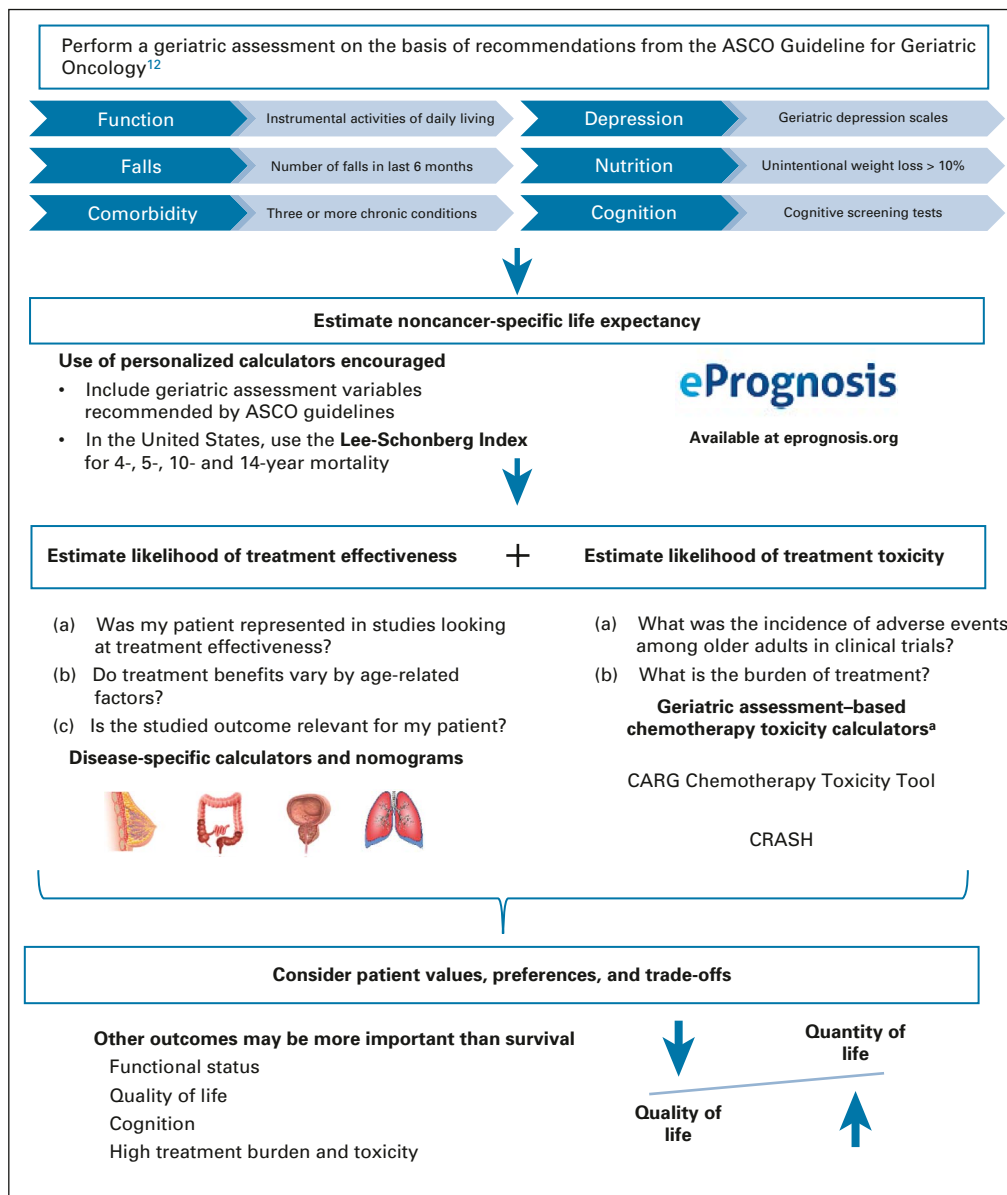 Perform a geriatric assessment on the basis of recommendations from the ASCO Guideline for Geriatric
Oncology12
Function
Instrumental activities of daily living
Depression
Geriatric depression scales
Falls
Number of falls in last 6 months
Nutrition
Unintentional weight loss > 10%
Comorbidity
Three or more chronic conditions
Cognition
Cognitive screening tests
Estimate noncancer-specific life expectancy
Use of personalized calculators encouraged
• Include geriatric assessment variables
recommended by ASCO guidelines
• In the United States, use the Lee-Schonberg Index
for 4-, 5-, 10- and 14-year mortality
ePrognosis
Available at eprognosis.org
Estimate likelihood of treatment effectiveness + Estimate likelihood of treatment toxicity
(a) Was my patient represented in studies looking
at treatment effectiveness?
(b) Do treatment benefits vary by age-related
factors?
(c) Is the studied outcome relevant for my patient?
Disease-specific calculators and nomograms
(a) What was the incidence of adverse events
among older adults in clinical trials?
(b) What is the burden of treatment?
Geriatric assessment–based
chemotherapy toxicity calculatorsa
CARG Chemotherapy Toxicity Tool
CRASH
Consider patient values, preferences, and trade-offs
Other outcomes may be more important than survival
Functional status
Quality of life
Cognition
High treatment burden and toxicity
Quality of
life
Quantity of
life